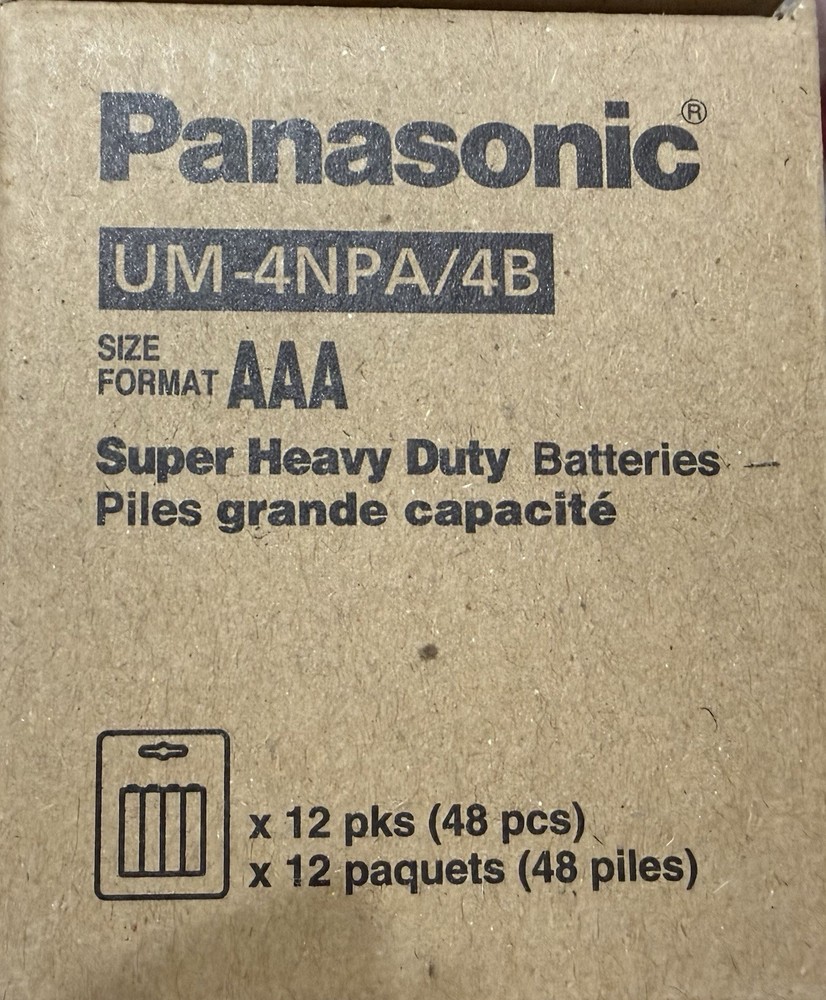 Panasonic®
UM-4NPA/4B
SIZE
FORMAT AAA
Super Heavy Duty Batteries
Piles grande capacité
x 12 pks (48 pcs)
x 12 paquets (48 piles)